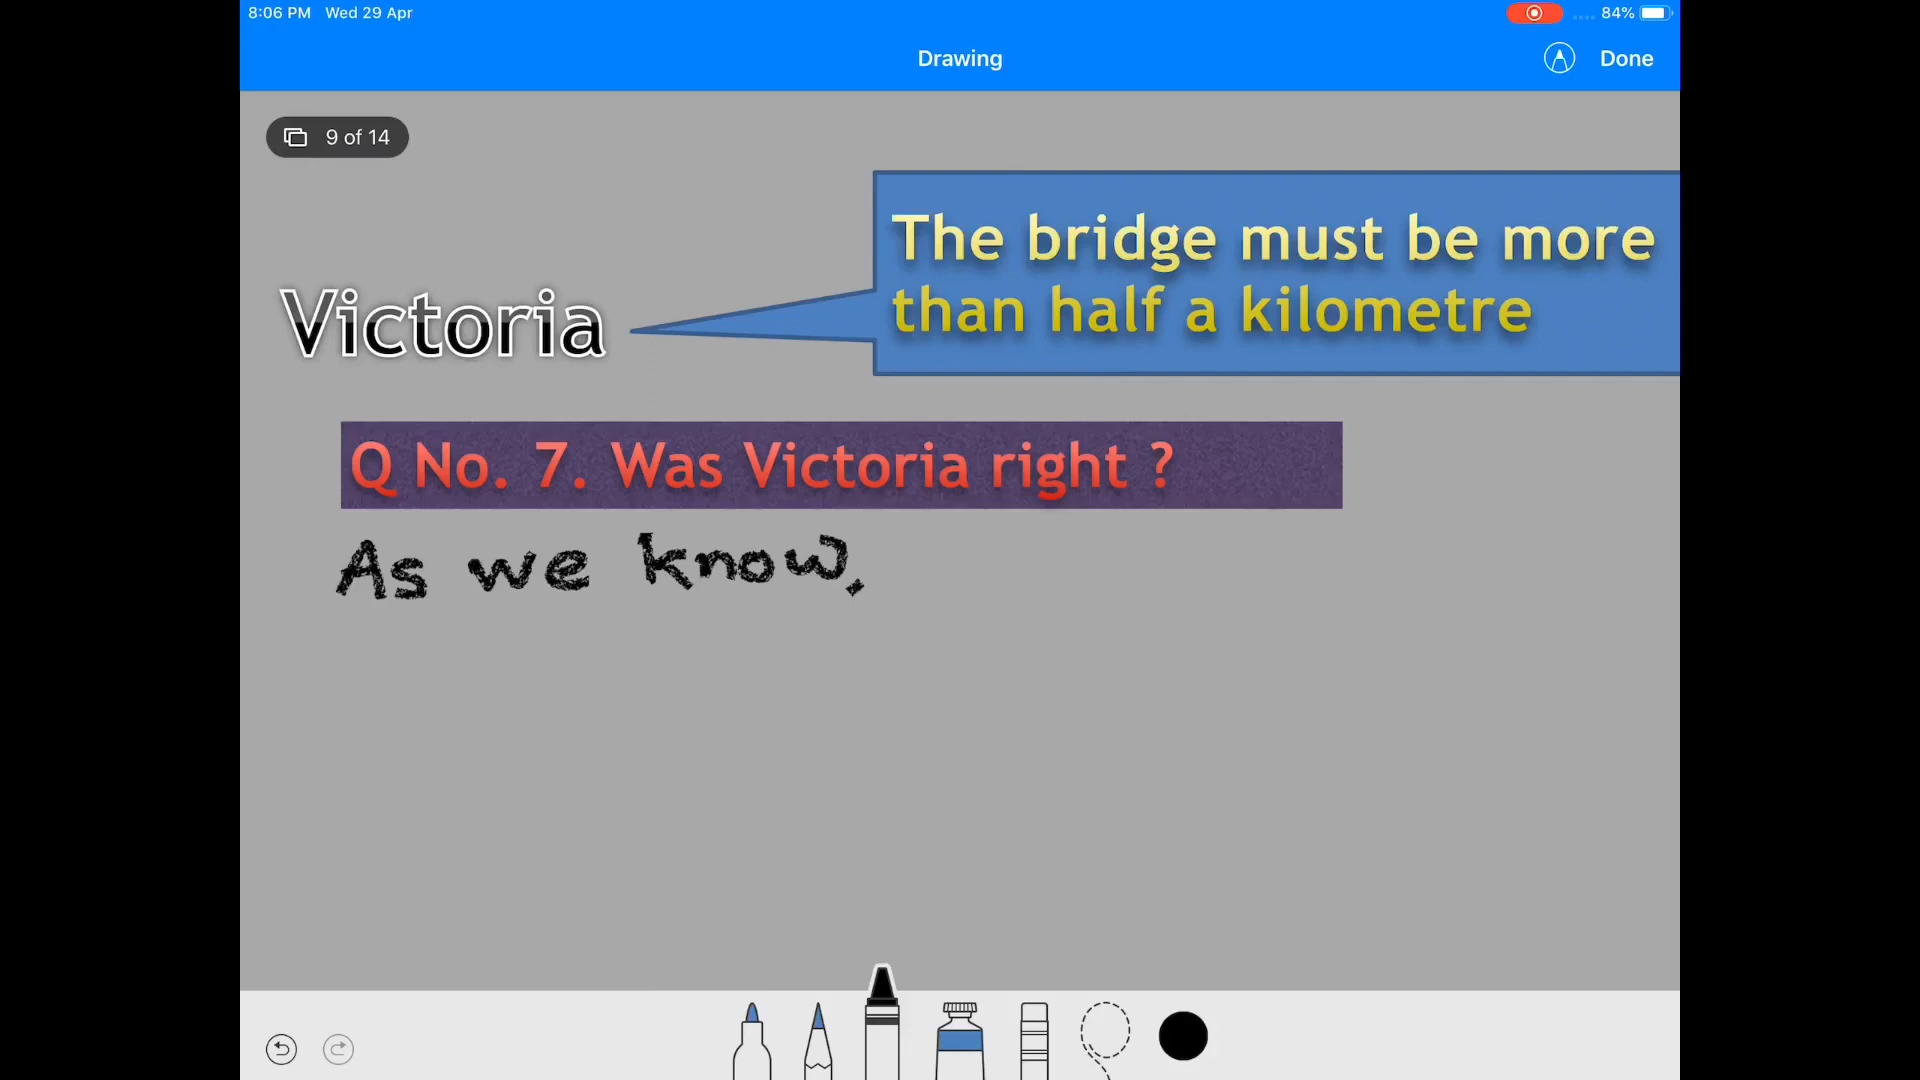 8:06 PM Wed 29 Apr
84%
Drawing
Done
9 of 14
The bridge must be more
than half a kilometre
Victoria
Q No. 7. Was Victoria right ?
As we know,